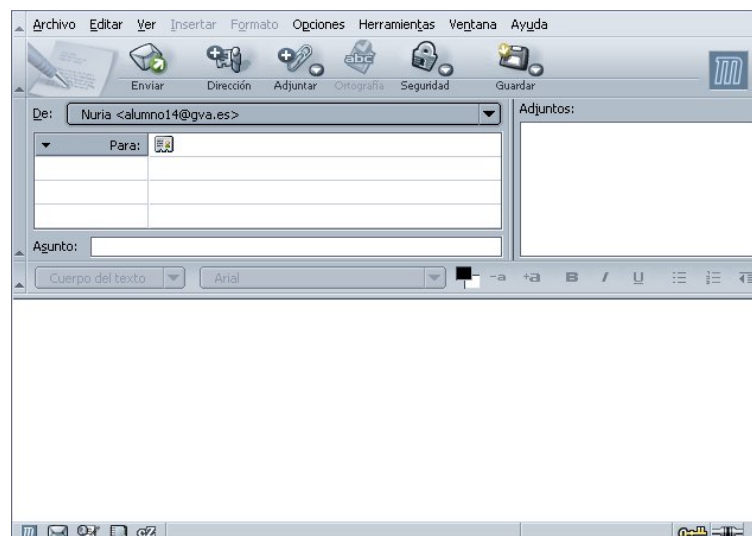 Archivo Editar Ver Insertar Formato Opciones Herramientas Ventana Ayuda
Enviar Dirección Adjuntar Ortografía Seguridad Guardar
De: Nuria <alumno14@gva.es> Adjuntos:
Para:
Asunto:
Cuerpo del texto Arial -a +a B I U